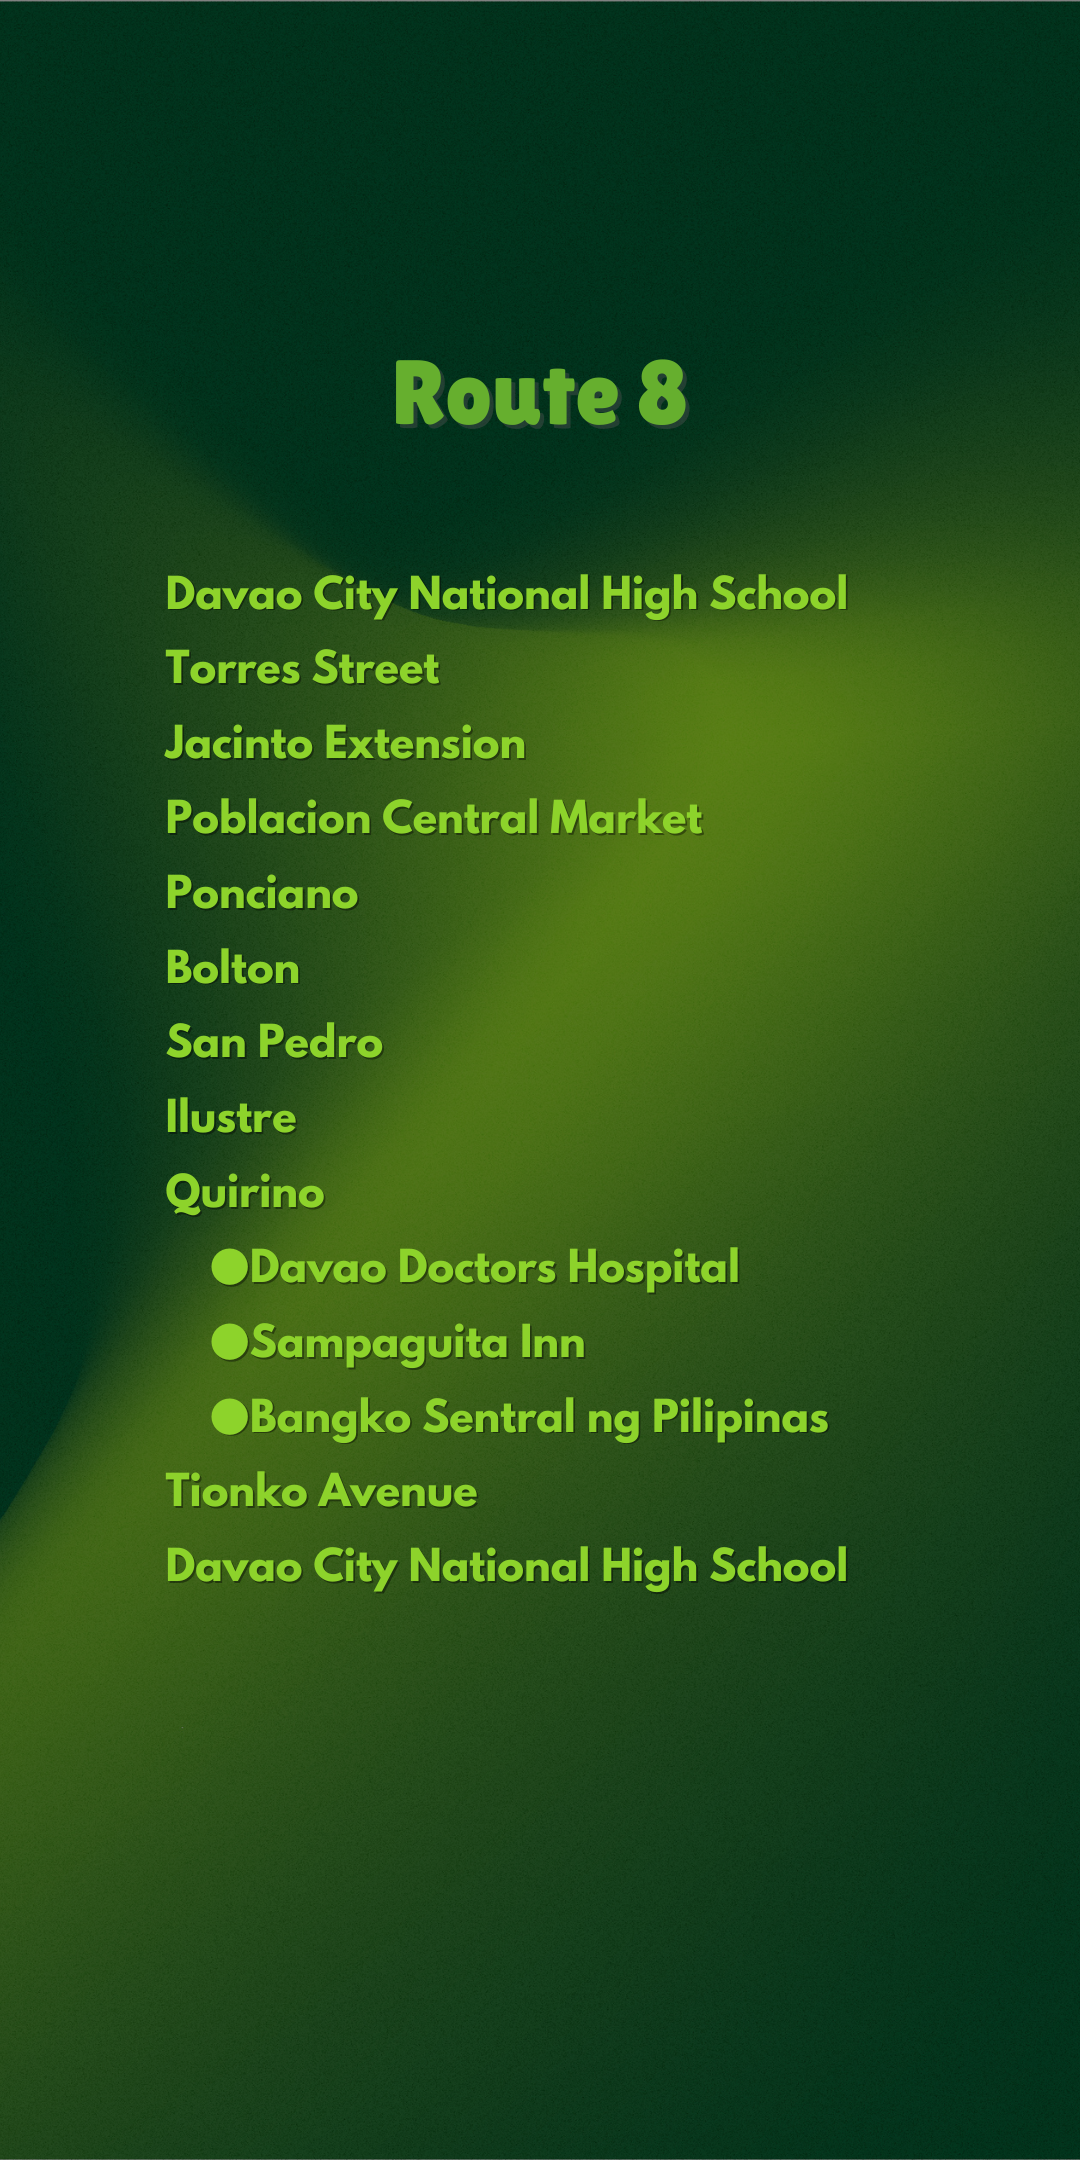 Route 8
Davao City National High School
Torres Street
Jacinto Extension
Poblacion Central Market
Ponciano
Bolton
San Pedro
Ilustre
Quirino
●Davao Doctors Hospital
●Sampaguita Inn
●Bangko Sentral ng Pilipinas
Tionko Avenue
Davao City National High School